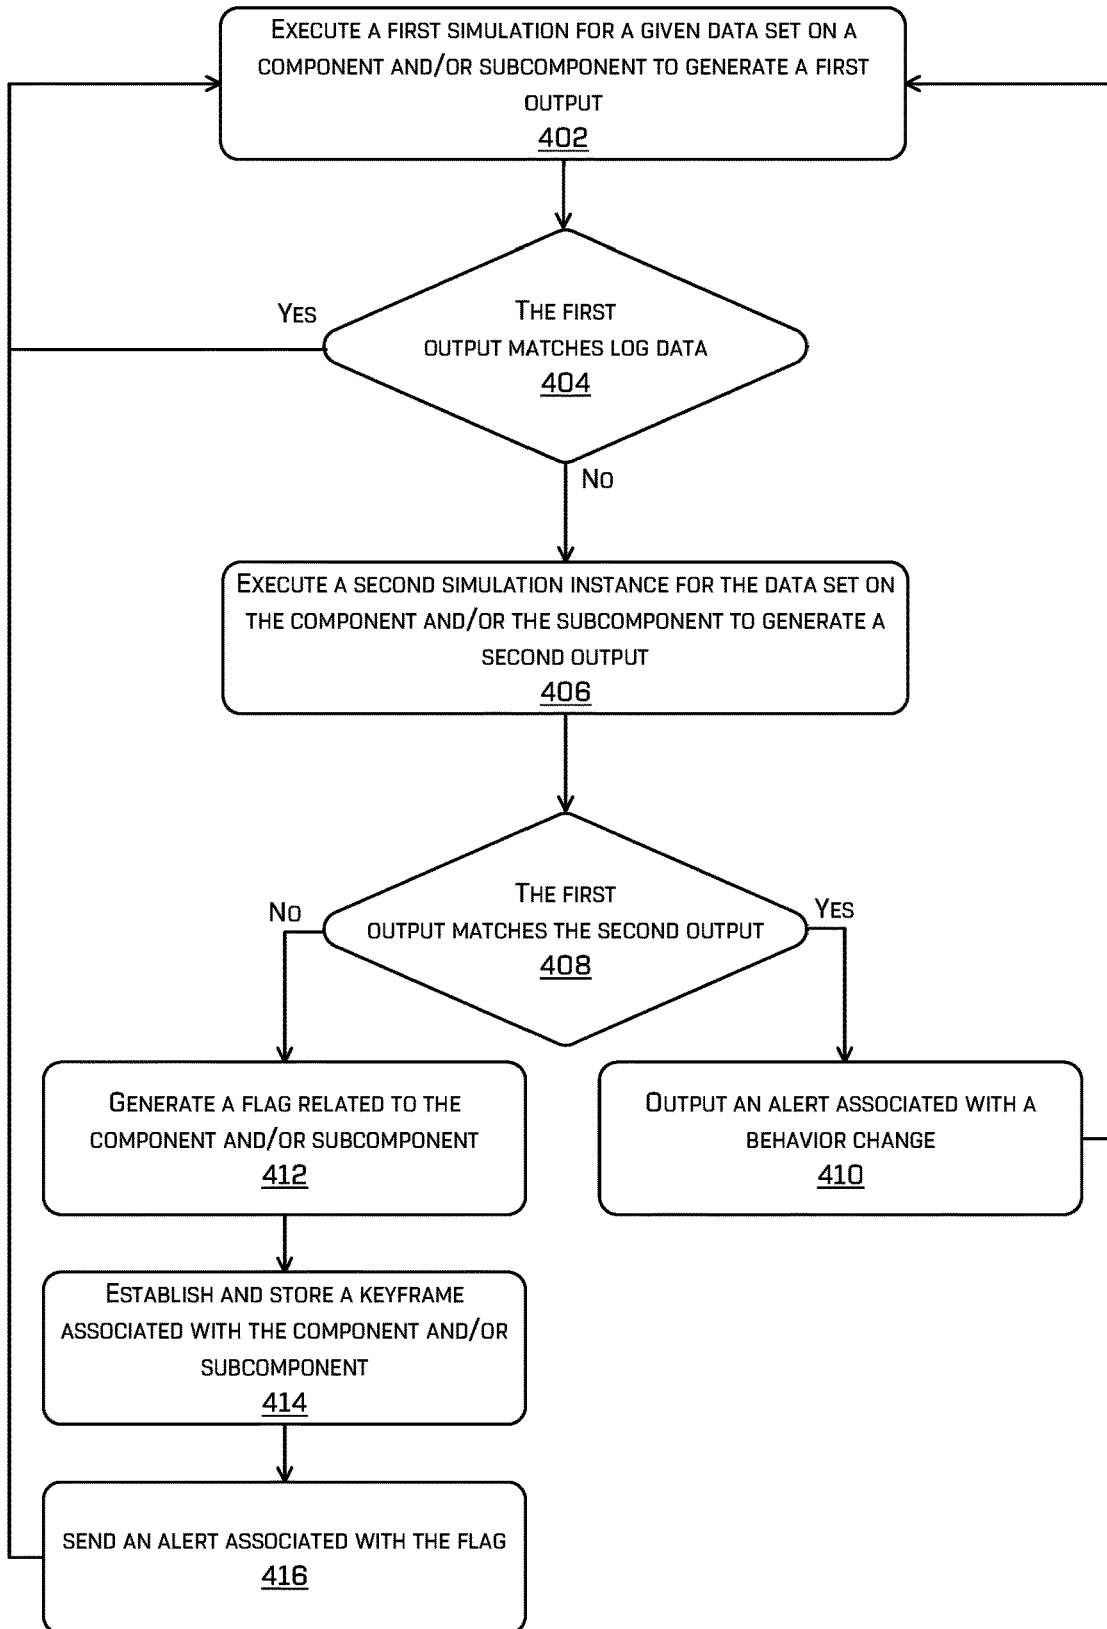 EXECUTE A FIRST SIMULATION FOR A GIVEN DATA SET ON A
COMPONENT AND/OR SUBCOMPONENT TO GENERATE A FIRST
OUTPUT
402
THE FIRST
OUTPUT MATCHES LOG DATA
404
YES
NO
EXECUTE A SECOND SIMULATION INSTANCE FOR THE DATA SET ON
THE COMPONENT AND/OR THE SUBCOMPONENT TO GENERATE A
SECOND OUTPUT
406
THE FIRST
OUTPUT MATCHES THE SECOND OUTPUT
408
NO
YES
GENERATE A FLAG RELATED TO THE
COMPONENT AND/OR SUBCOMPONENT
412
OUTPUT AN ALERT ASSOCIATED WITH A
BEHAVIOR CHANGE
410
ESTABLISH AND STORE A KEYFRAME
ASSOCIATED WITH THE COMPONENT AND/OR
SUBCOMPONENT
414
SEND AN ALERT ASSOCIATED WITH THE FLAG
416